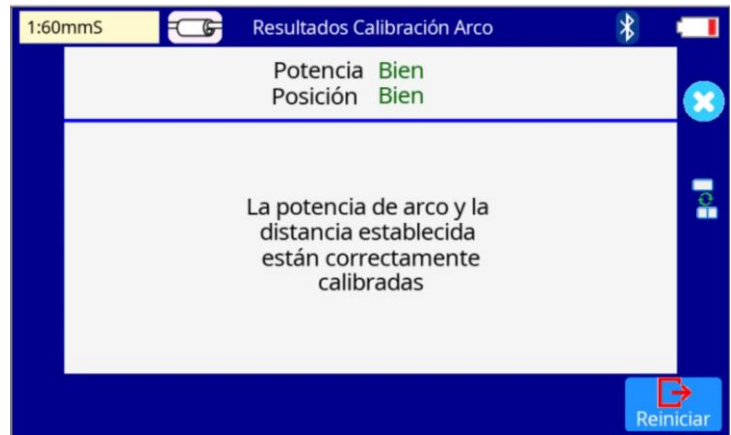 1:60mmS
Resultados Calibración Arco
Potencia Bien
Posición Bien
La potencia de arco y la
distancia establecida
están correctamente
calibradas
Reiniciar